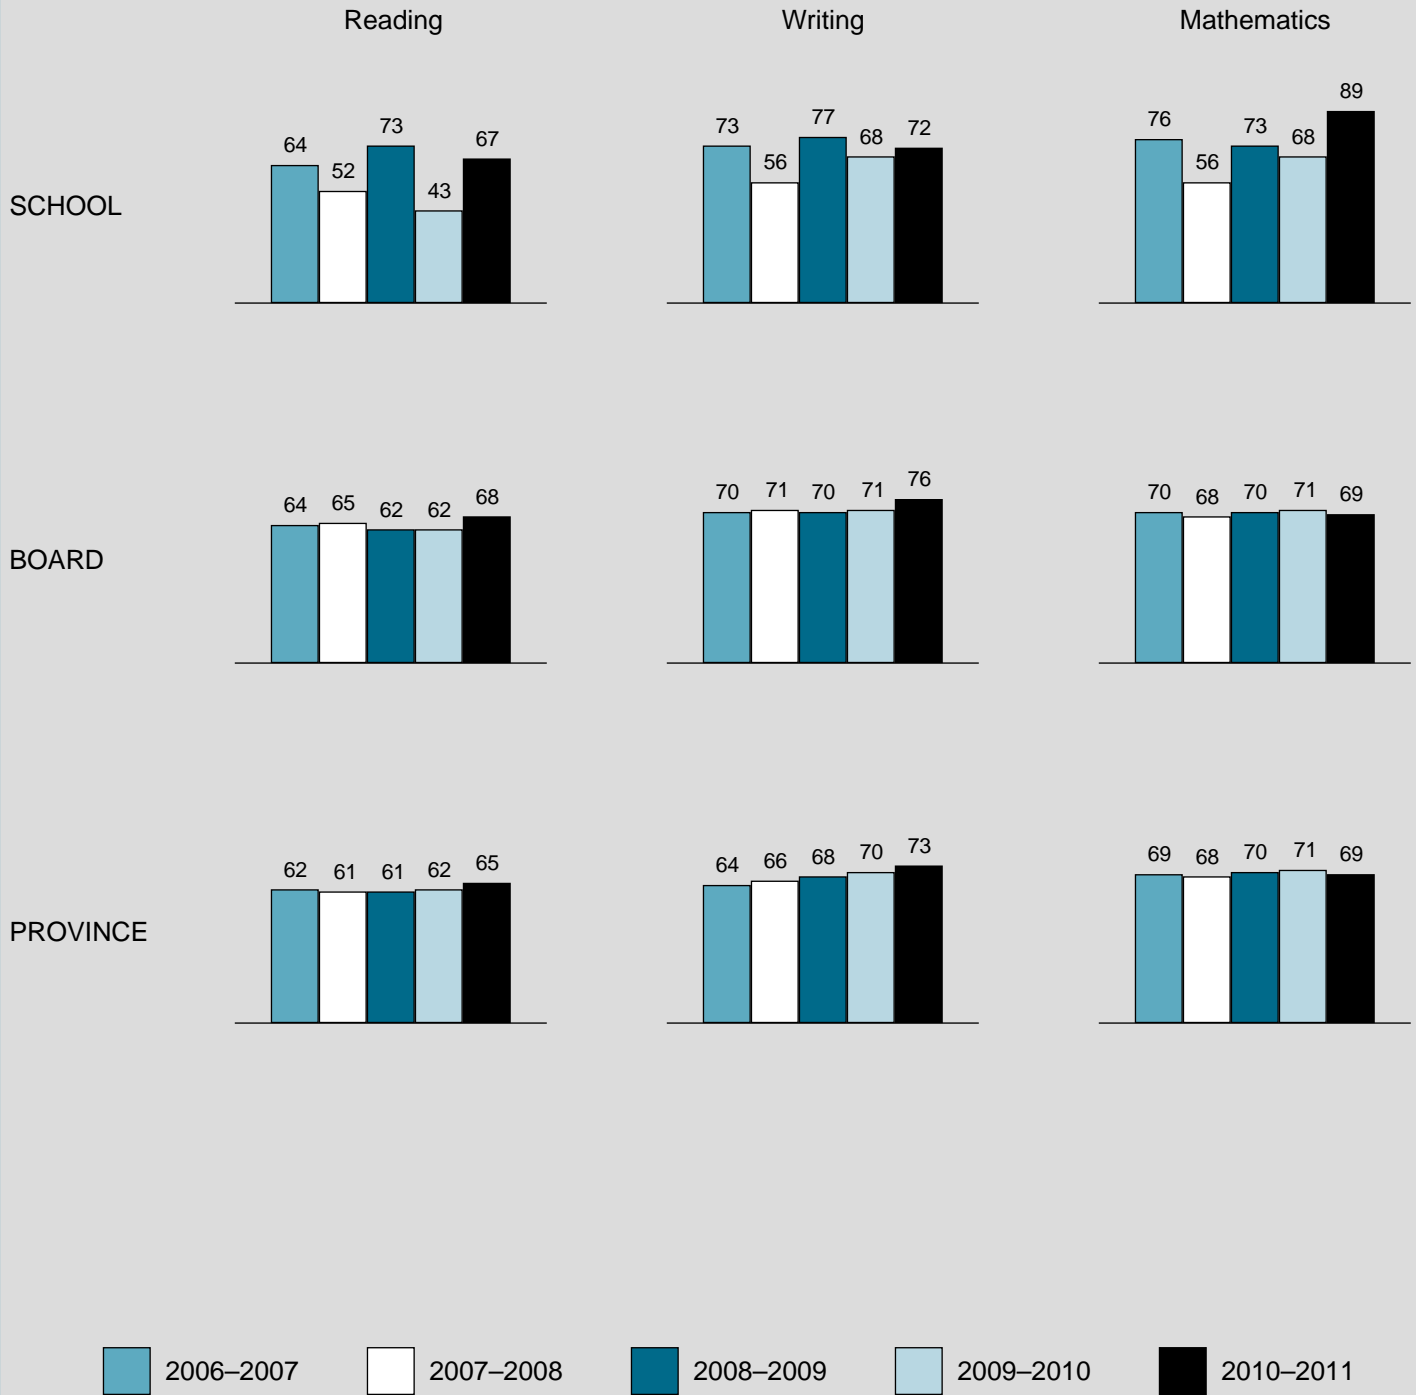 Reading Writing Mathematics
SCHOOL
64 52 73 43 67
73 56 77 68 72
76 56 73 68 89
BOARD
64 65 62 62 68
70 71 70 71 76
70 68 70 71 69
PROVINCE
62 61 61 62 65
64 66 68 70 73
69 68 70 71 69
2006–2007 2007–2008 2008–2009 2009–2010 2010–2011